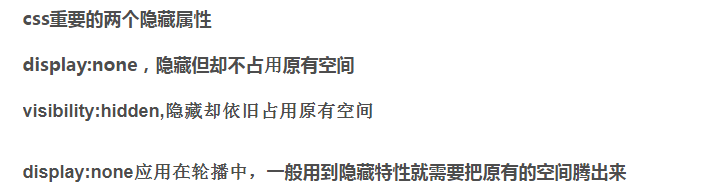 css重要的两个隐藏属性
display:none，隐藏但却不占用原有空间
visibility:hidden,隐藏却依旧占用原有空间
display:none应用在轮播中，一般用到隐藏特性就需要把原有的空间腾出来